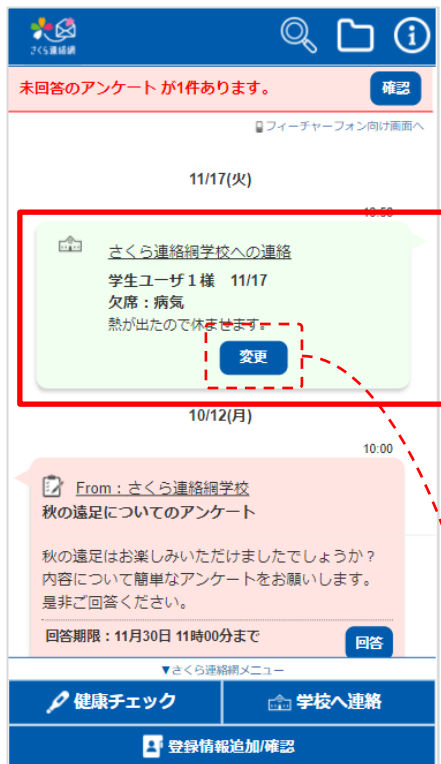 さくら連絡網
未回答のアンケート が1件あります。
確認
フィーチャーフォン向け画面へ
11/17(火)
さくら連絡網学校への連絡
学生ユーザ１様 11/17
欠席：病気
熱が出たので休ませます。
変更
10/12(月)
10:00
From：さくら連絡網学校
秋の遠足についてのアンケート
秋の遠足はお楽しみいただけましたでしょうか？
内容について簡単なアンケートをお願いします。
是非ご回答ください。
回答期限：11月30日 11時00分まで
回答
▼さくら連絡網メニュー
健康チェック
学校へ連絡
登録情報追加/確認